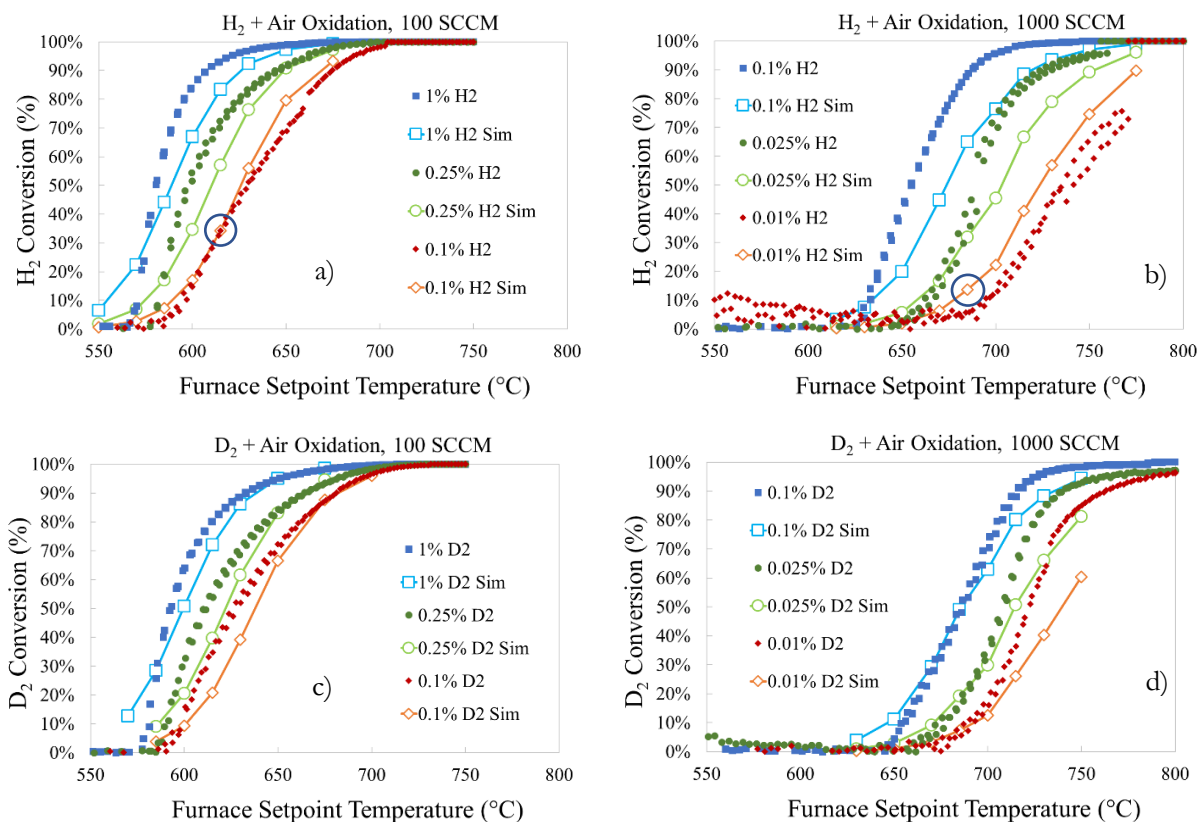 H₂ + Air Oxidation, 100 SCCM
H₂ Conversion (%)
100%
90%
80%
70%
60%
50%
40%
30%
20%
10%
0%
1% H2
1% H2 Sim
0.25% H2
0.25% H2 Sim
0.1% H2
0.1% H2 Sim
a)
550 600 650 700 750 800
Furnace Setpoint Temperature (°C)
H₂ + Air Oxidation, 1000 SCCM
H₂ Conversion (%)
100%
90%
80%
70%
60%
50%
40%
30%
20%
10%
0%
0.1% H2
0.1% H2 Sim
0.025% H2
0.025% H2 Sim
0.01% H2
0.01% H2 Sim
b)
550 600 650 700 750 800
Furnace Setpoint Temperature (°C)
D₂ + Air Oxidation, 100 SCCM
D₂ Conversion (%)
100%
90%
80%
70%
60%
50%
40%
30%
20%
10%
0%
1% D2
1% D2 Sim
0.25% D2
0.25% D2 Sim
0.1% D2
0.1% D2 Sim
c)
550 600 650 700 750 800
Furnace Setpoint Temperature (°C)
D₂ + Air Oxidation, 1000 SCCM
D₂ Conversion (%)
100%
90%
80%
70%
60%
50%
40%
30%
20%
10%
0%
0.1% D2
0.1% D2 Sim
0.025% D2
0.025% D2 Sim
0.01% D2
0.01% D2 Sim
d)
550 600 650 700 750 800
Furnace Setpoint Temperature (°C)